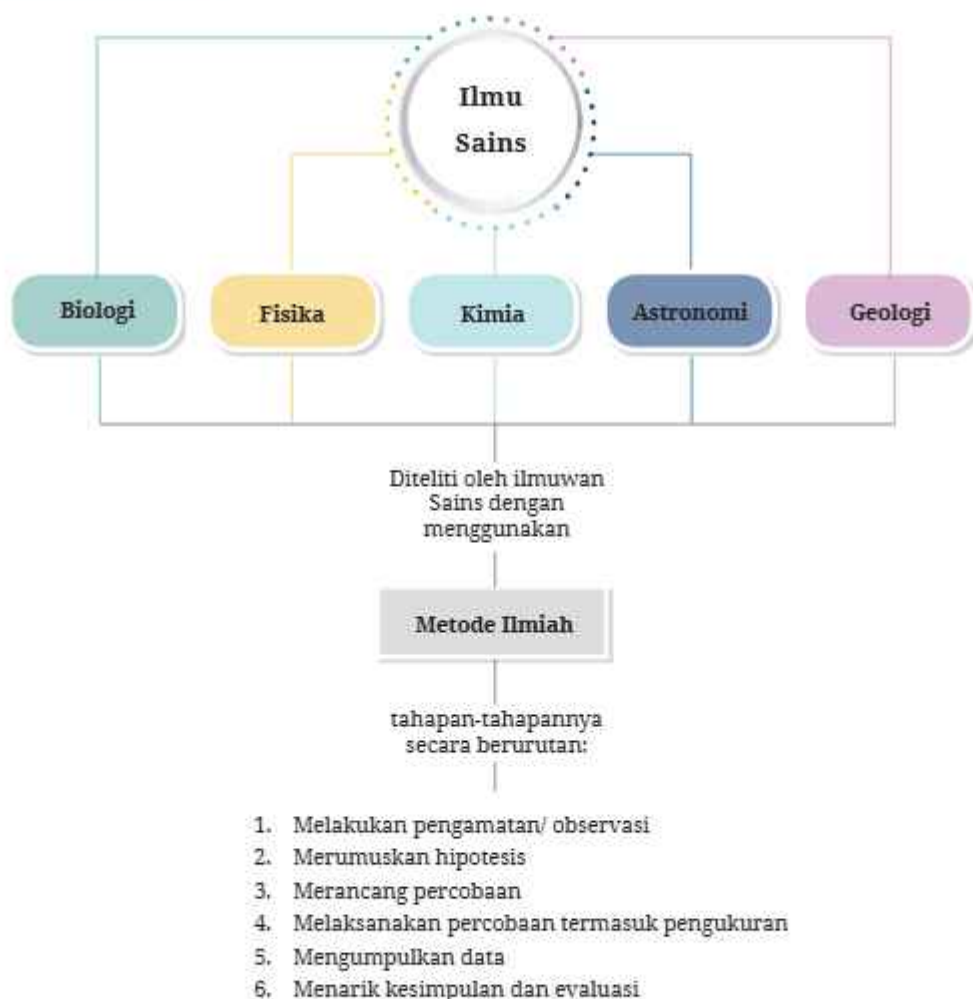 Ilmu
Sains
Biologi
Fisika
Kimia
Astronomi
Geologi
Diteliti oleh ilmuwan
Sains dengan
menggunakan
Metode Ilmiah
tahapan-tahapannya
secara berurutan:
1. Melakukan pengamatan/ observasi
2. Merumuskan hipotesis
3. Merancang percobaan
4. Melaksanakan percobaan termasuk pengukuran
5. Mengumpulkan data
6. Menarik kesimpulan dan evaluasi